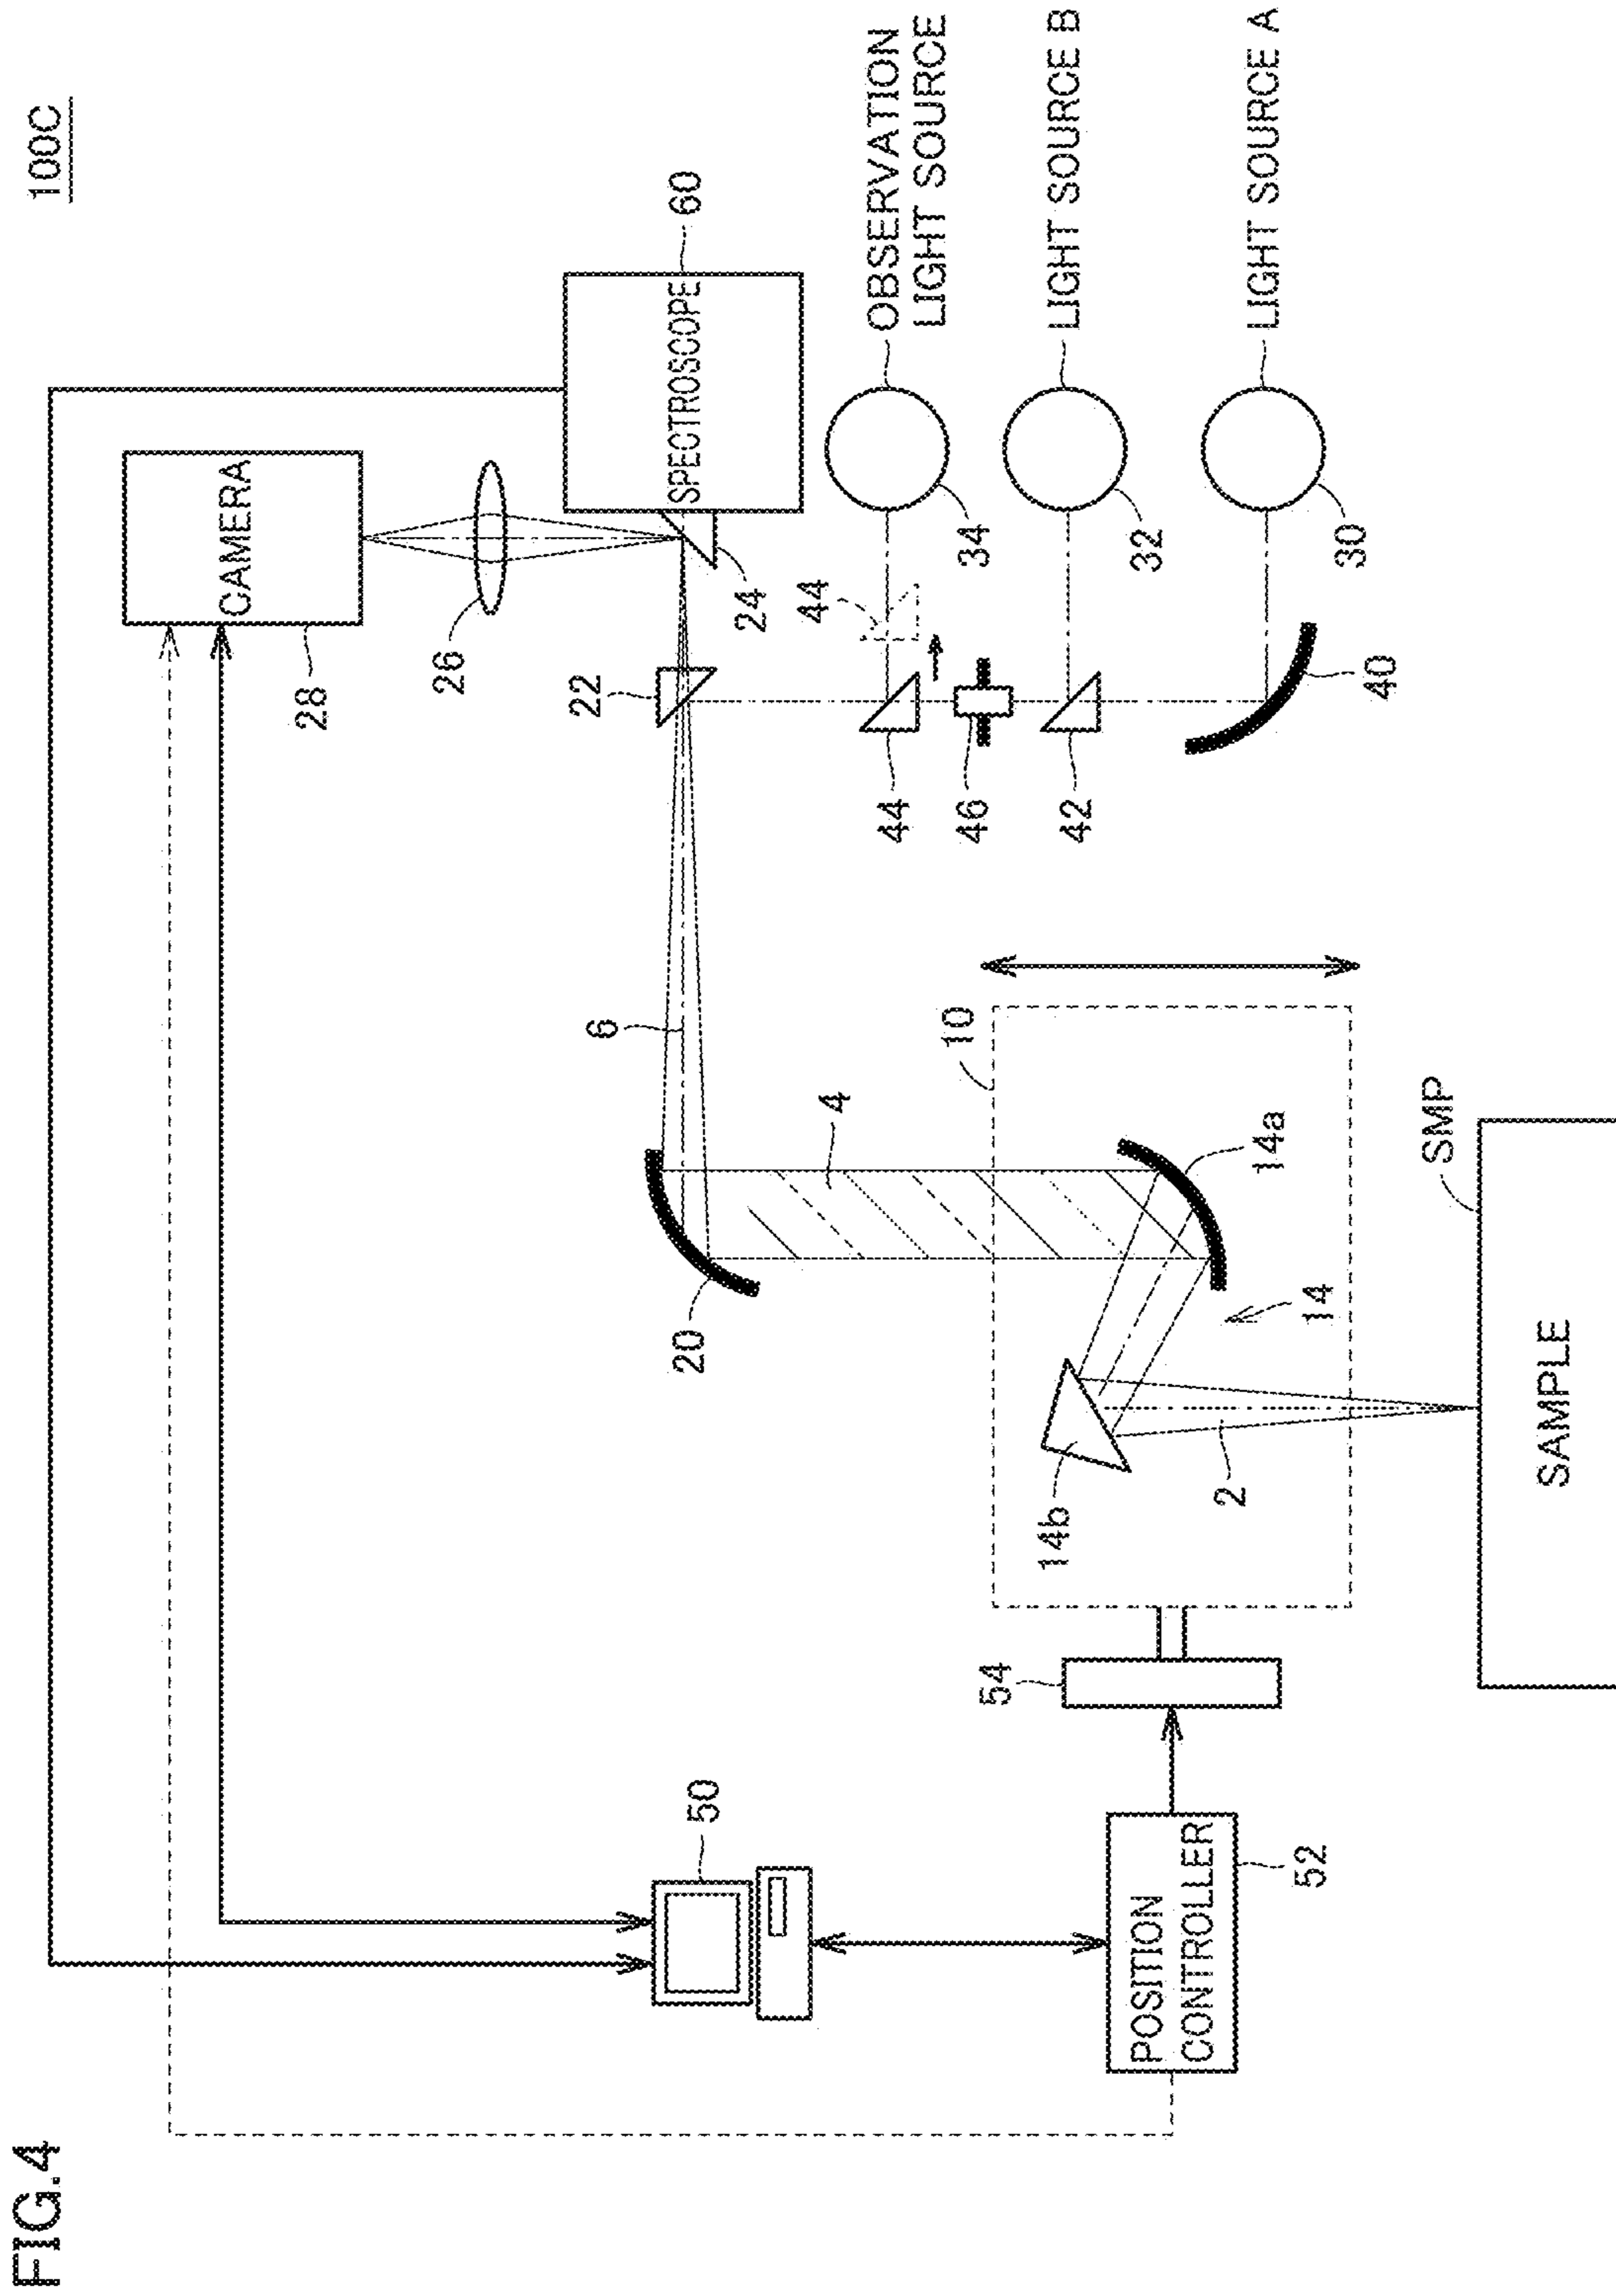 FIG.4
100C
CAMERA
28
26
SPECTROSCOPE
60
24
22
44
34
OBSERVATION
LIGHT SOURCE
44
46
32
LIGHT SOURCE B
42
30
LIGHT SOURCE A
40
6
20
4
10
14a
14
14b
2
SMP
SAMPLE
54
50
POSITION
CONTROLLER
52